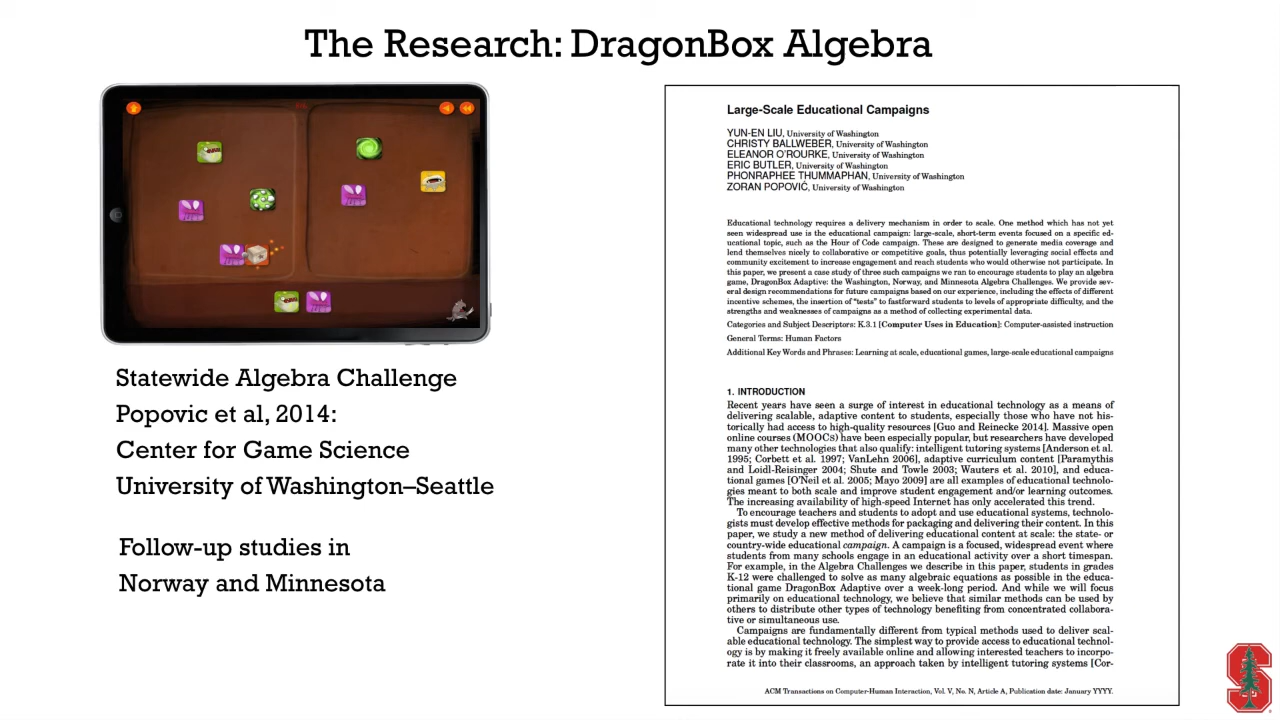 The Research: DragonBox Algebra
Statewide Algebra Challenge
Popovic et al, 2014:
Center for Game Science
University of Washington–Seattle
Follow-up studies in
Norway and Minnesota
Large-Scale Educational Campaigns
YUN-EN LIU, University of Washington
CHRISTY BALLWEBER, University of Washington
ELEANOR O'ROURKE, University of Washington
ERIC BUTLER, University of Washington
PHONRAPHEE THUMMAPHAN, University of Washington
ZORAN POPOVIĆ, University of Washington
Educational technology requires a delivery mechanism in order to scale. One method which has not yet
seen widespread use is the educational campaign: large-scale, short-term events focused on a specific ed-
ucational topic, such as the Hour of Code campaign. These are designed to generate media coverage and
lend themselves nicely to collaborative or competitive goals, thus potentially leveraging social effects and
community excitement to increase engagement and reach students who would otherwise not participate. In
this paper, we present a case study of three such campaigns we ran to encourage students to play an algebra
game, DragonBox Adaptive: the Washington, Norway, and Minnesota Algebra Challenges. We provide sev-
eral design recommendations for future campaigns based on our experience, including the effects of different
incentive schemes, the insertion of "tests" to fastforward students to levels of appropriate difficulty, and the
strengths and weaknesses of campaigns as a method of collecting experimental data.
Categories and Subject Descriptors: K.3.1 [Computer Uses in Education]: Computer-assisted instruction
General Terms: Human Factors
Additional Key Words and Phrases: Learning at scale, educational games, large-scale educational campaigns
1. INTRODUCTION
Recent years have seen a surge of interest in educational technology as a means of
delivering scalable, adaptive content to students, especially those who have not his-
torically had access to high-quality resources [Guo and Reinecke 2014]. Massive open
online courses (MOOCs) have been especially popular, but researchers have developed
many other technologies that also qualify: intelligent tutoring systems [Anderson et al.
1995; Corbett et al. 1997; VanLehn 2006], adaptive curriculum content [Paramythis
and Loidl-Reisinger 2004; Shute and Towle 2003; Wauters et al. 2010], and educa-
tional games [O'Neil et al. 2005; Mayo 2009] are all examples of educational technolo-
gies meant to both scale and improve student engagement and/or learning outcomes.
The increasing availability of high-speed Internet has only accelerated this trend.
To encourage teachers and students to adopt and use educational systems, technolo-
gists must develop effective methods for packaging and delivering their content. In this
paper, we study a new method of delivering educational content at scale: the state- or
country-wide educational campaign. A campaign is a focused, widespread event where
students from many schools engage in an educational activity over a short timespan.
For example, in the Algebra Challenges we describe in this paper, students in grades
K-12 were challenged to solve as many algebraic equations as possible in the educa-
tional game DragonBox Adaptive over a week-long period. And while we will focus
primarily on educational technology, we believe that similar methods can be used by
others to distribute other types of technology benefiting from concentrated collabora-
tive or simultaneous use.
Campaigns are fundamentally different from typical methods used to deliver scal-
able educational technology. The simplest way to provide access to educational technol-
ogy is by making it freely available online and allowing interested teachers to incorpo-
rate it into their classrooms, an approach taken by intelligent tutoring systems [Cor-
ACM Transactions on Computer-Human Interaction, Vol. V, No. N, Article A, Publication date: January YYYY.